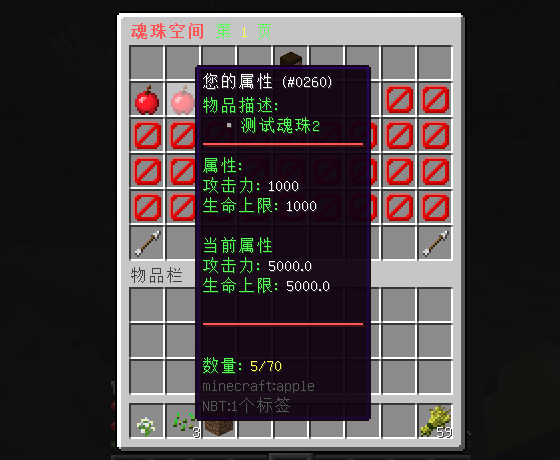 魂珠空间 第 1 页
您的属性 (#0260)
物品描述:
▪ 测试魂珠2
属性:
攻击力: 1000
生命上限: 1000
当前属性
攻击力: 5000.0
生命上限: 5000.0
物品栏
数量: 5/70
minecraft:apple
NBT:1个标签
3
59